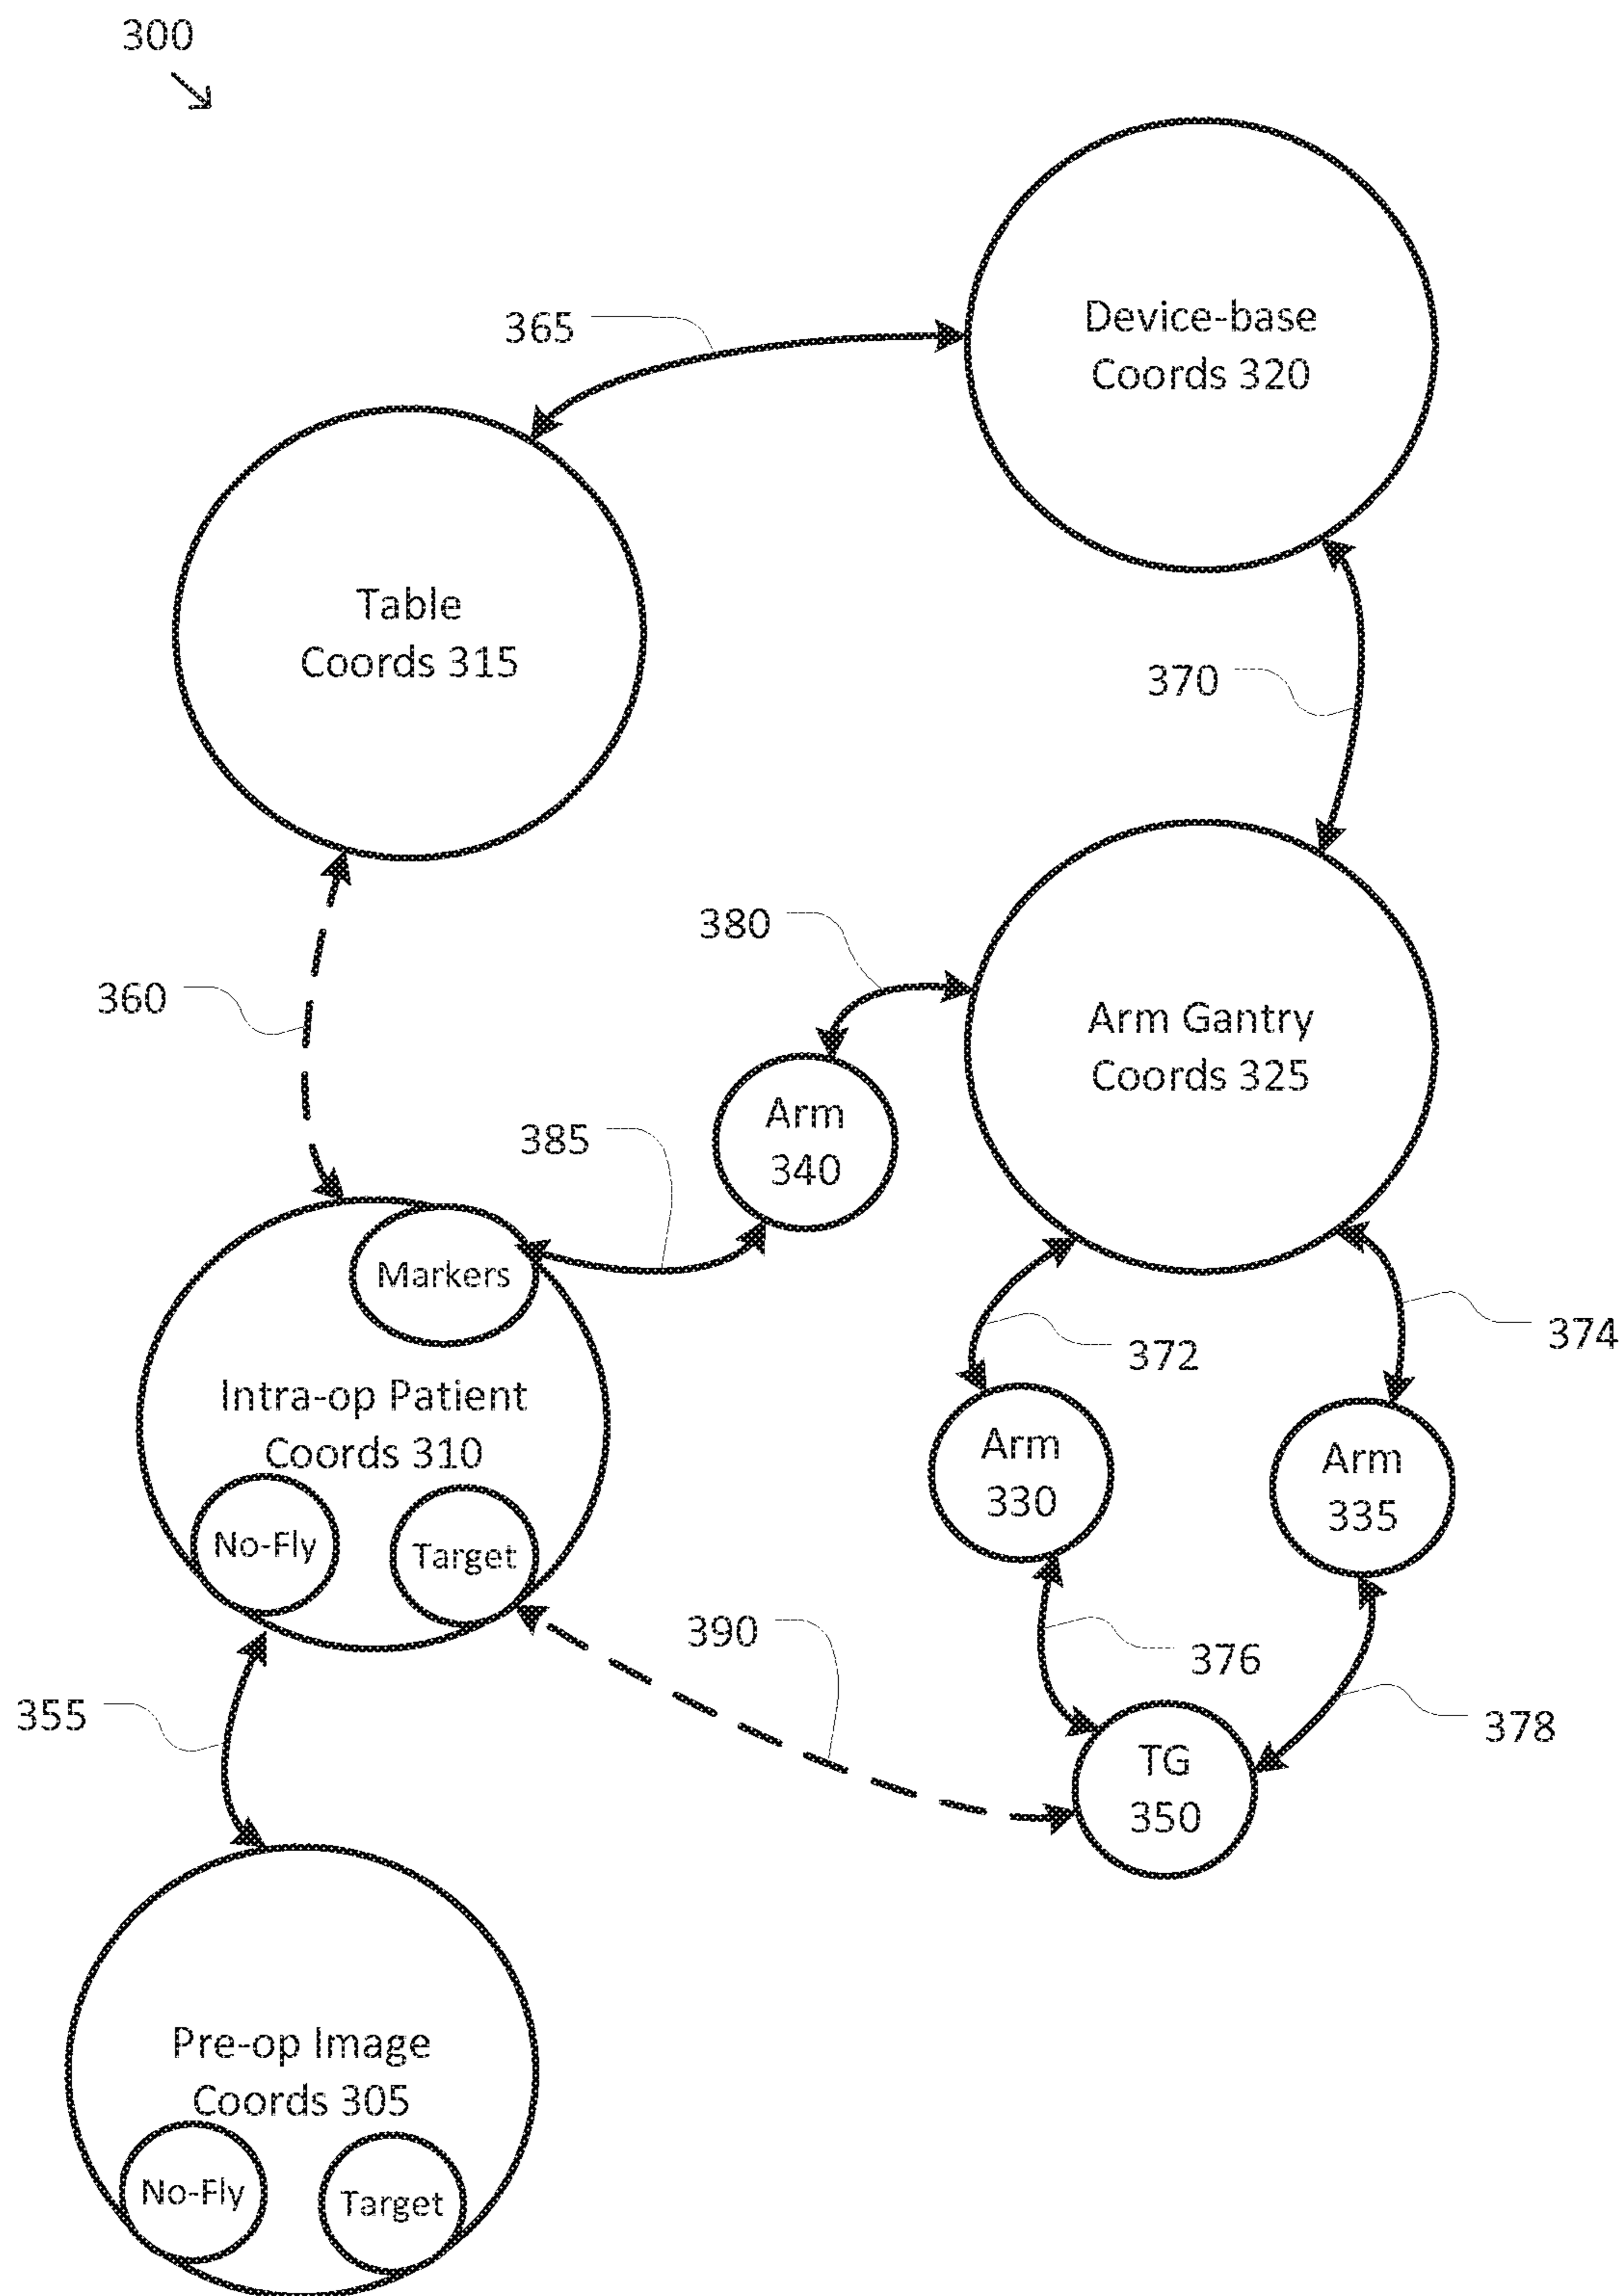 300
Device-base
Coords 320
365
Table
Coords 315
370
380
360
Arm Gantry
Coords 325
Arm
340
385
Markers
374
372
Intra-op Patient
Coords 310
Arm
330
Arm
335
No-Fly
Target
390
376
355
378
TG
350
Pre-op Image
Coords 305
No-Fly
Target